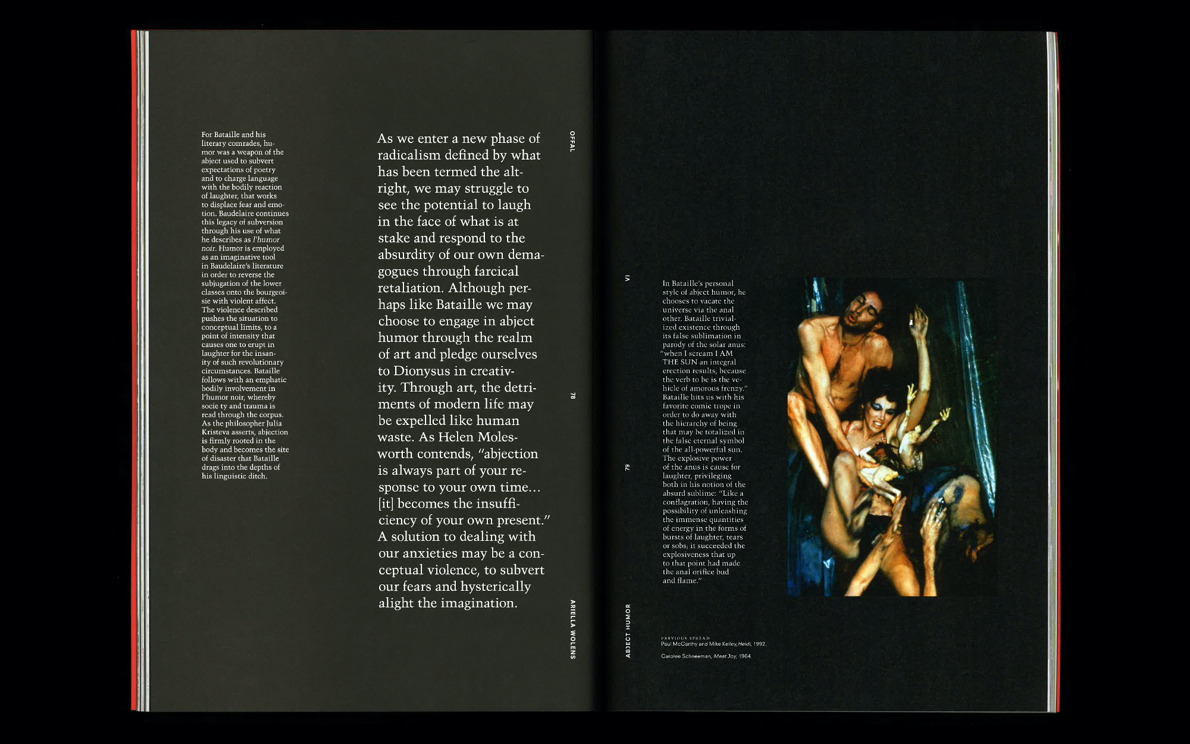 For Bataille and his
literary comrades, hu-
mor was a weapon of the
abject used to subvert
expectations of poetry
and to charge language
with the bodily reaction
of laughter, that works
to displace fear and emo-
tion. Baudelaire continues
this legacy of subversion
through his use of what
he describes as l'humor
noir. Humor is employed
as an imaginative tool
in Baudelaire's literature
in order to reverse the
subjugation of the lower
classes onto the bourgeoi-
sie with violent affect.
The violence described
pushes the situation to
conceptual limits, to a
point of intensity that
causes one to erupt in
laughter for the insan-
ity of such revolutionary
circumstances. Bataille
follows with an emphatic
bodily involvement in
l'humor noir, whereby
socie ty and trauma is
read through the corpus.
As the philosopher Julia
Kristeva asserts, abjection
is firmly rooted in the
body and becomes the site
of disaster that Bataille
drags into the depths of
his linguistic ditch.
As we enter a new phase of
radicalism defined by what
has been termed the alt-
right, we may struggle to
see the potential to laugh
in the face of what is at
stake and respond to the
absurdity of our own dema-
gogues through farcical
retaliation. Although per-
haps like Bataille we may
choose to engage in abject
humor through the realm
of art and pledge ourselves
to Dionysus in creativ-
ity. Through art, the detri-
ments of modern life may
be expelled like human
waste. As Helen Moles-
worth contends, “abjection
is always part of your re-
sponse to your own time…
[it] becomes the insuffi-
ciency of your own present.”
A solution to dealing with
our anxieties may be a con-
ceptual violence, to subvert
our fears and hysterically
alight the imagination.
OFFAL
78
ARIELLA WOLENS
VI
79
ABJECT HUMOR
In Bataille's personal
style of abject humor, he
chooses to vacate the
universe via the anal
other. Bataille trivial-
ized existence through
its false sublimation in
parody of the solar anus:
“when I scream I AM
THE SUN an integral
erection results, because
the verb to be is the ve-
hicle of amorous frenzy.”
Bataille hits us with his
favorite comic trope in
order to do away with
the hierarchy of being
that may be totalized in
the false eternal symbol
of the all-powerful sun.
The explosive power
of the anus is cause for
laughter, privileging
both in his notion of the
absurd sublime: “Like a
conflagration, having the
possibility of unleashing
the immense quantities
of energy in the forms of
bursts of laughter, tears
or sobs; it succeeded the
explosiveness that up
to that point had made
the anal orifice bud
and flame.”
PREVIOUS SPREAD
Paul McCarthy and Mike Kelley, Heidi, 1992.
Carolee Schneeman, Meat Joy, 1964.